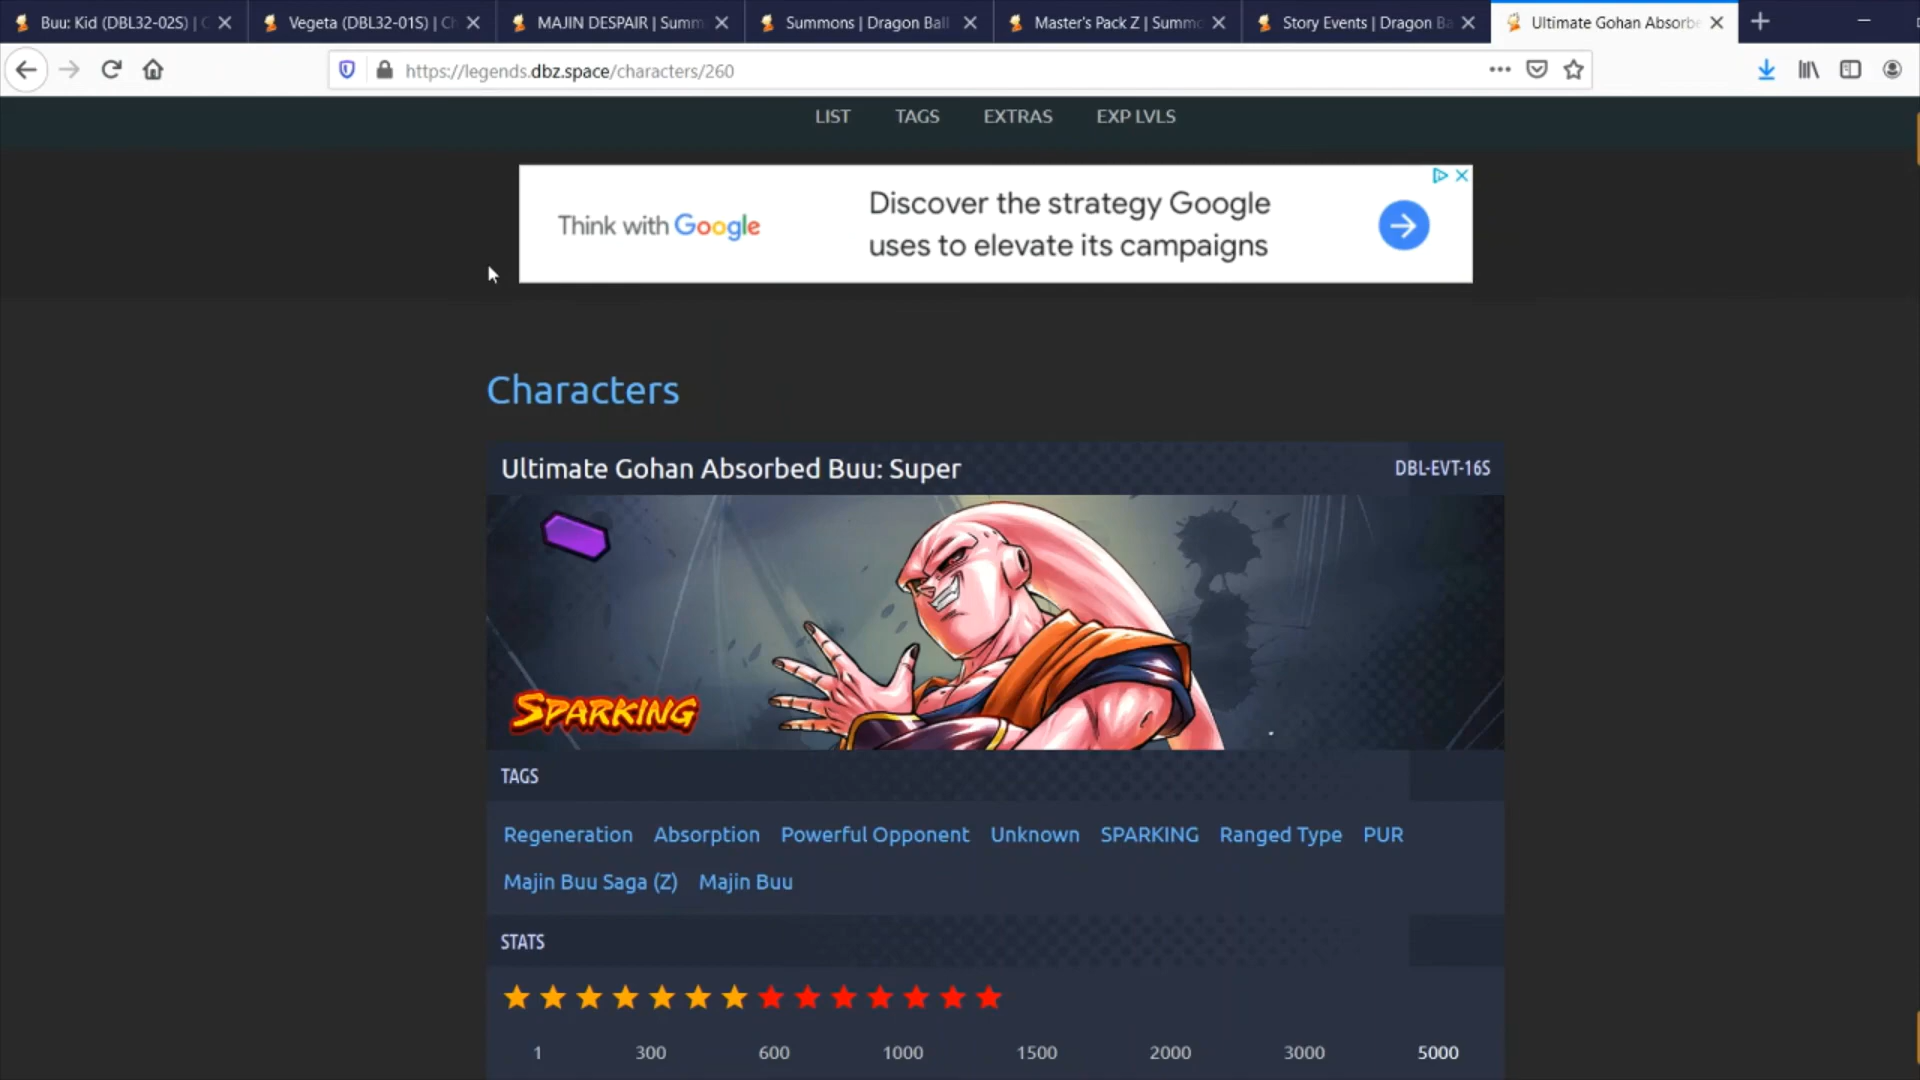 Buu: Kid (DBL32-02S) |
Vegeta (DBL32-01S) | Ch
MAJIN DESPAIR | Summ
Summons | Dragon Ball
Master's Pack Z | Summo
Story Events | Dragon Ba
Ultimate Gohan Absorbe
https://legends.dbz.space/characters/260
LIST TAGS EXTRAS EXP LVLS
Think with Google
Discover the strategy Google
uses to elevate its campaigns
Characters
Ultimate Gohan Absorbed Buu: Super DBL-EVT-16S
SPARKING
TAGS
Regeneration Absorption Powerful Opponent Unknown SPARKING Ranged Type PUR
Majin Buu Saga (Z) Majin Buu
STATS
1 300 600 1000 1500 2000 3000 5000